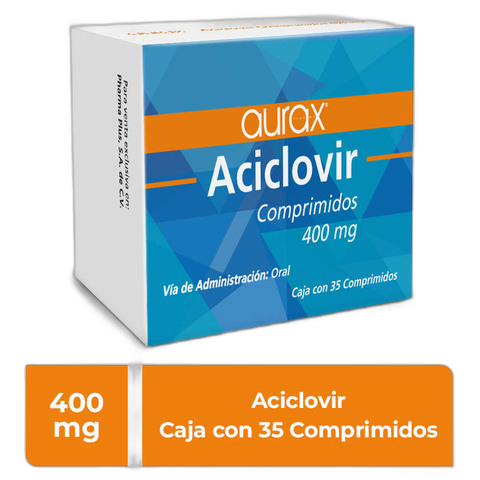 Para venta exclusiva en:
Pharma Plus, S.A. de C.V.
aurax®
Aciclovir
Comprimidos
400 mg
Vía de Administración: Oral
Caja con 35 Comprimidos
400
mg
Aciclovir
Caja con 35 Comprimidos